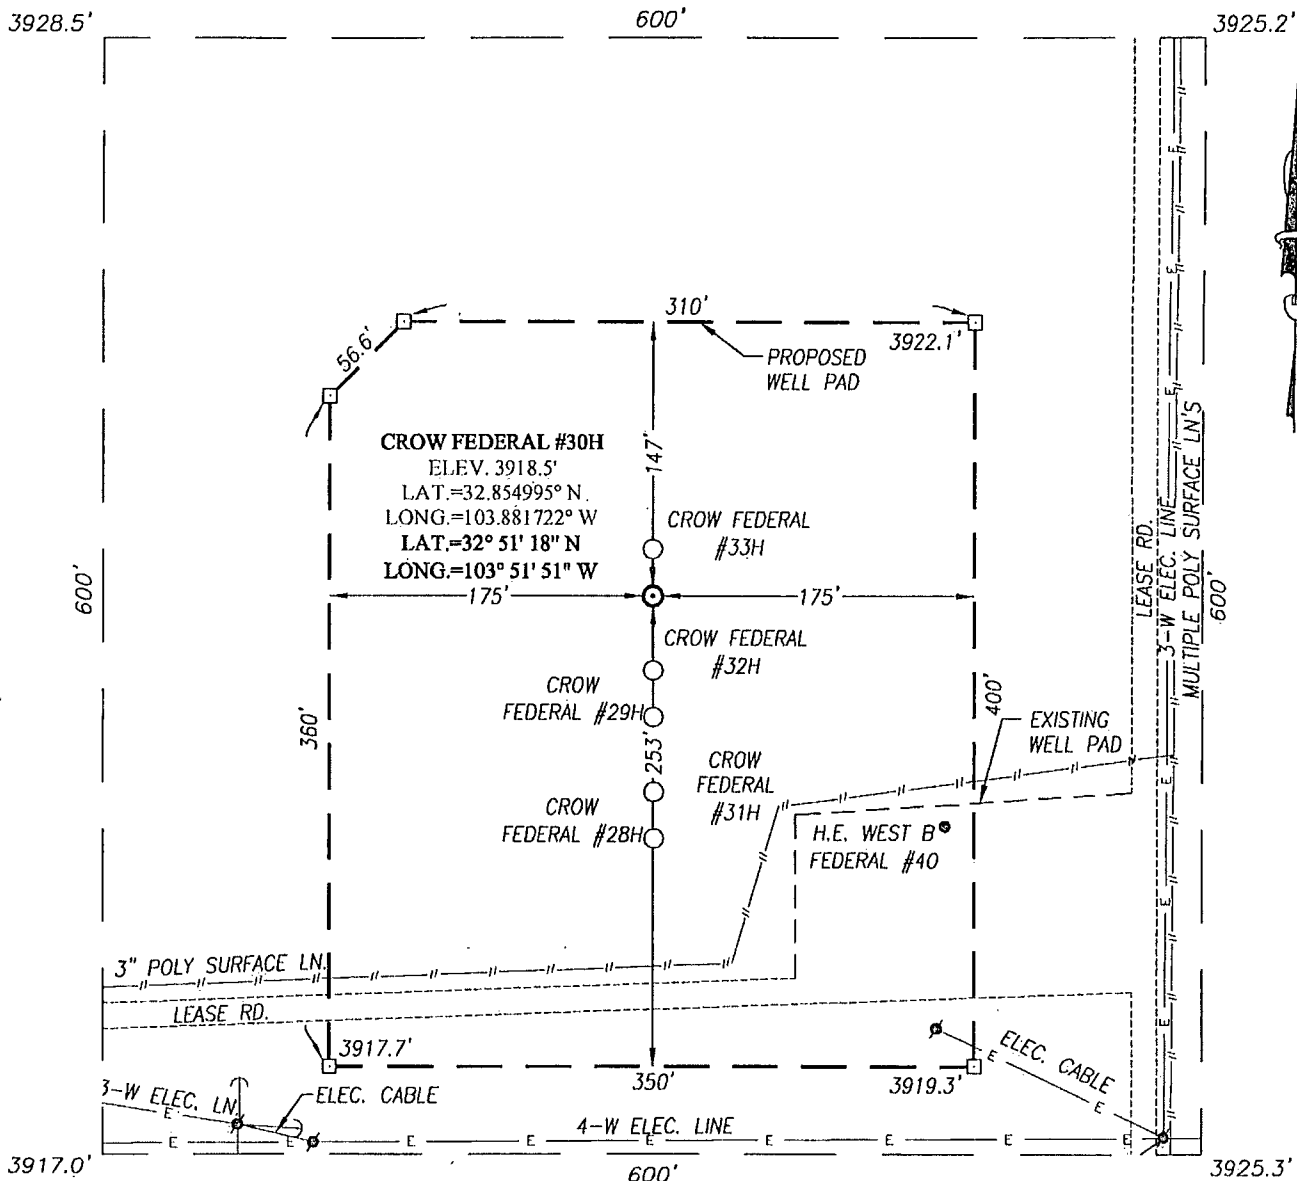 3928.5'
600'
3925.2'
310'
56.6'
3922.1'
PROPOSED
WELL PAD
CROW FEDERAL #30H
ELEV. 3918.5'
LAT.=32.854995° N
LONG.=103.881722° W
LAT.=32° 51' 18" N
LONG.=103° 51' 51" W
147'
CROW FEDERAL
#33H
600'
175'
175'
LEASE RD.
3-W ELEC. LINE
MULTIPLE POLY SURFACE LN'S
600'
CROW FEDERAL
#32H
CROW
FEDERAL #29H
360'
253'
400'
EXISTING
WELL PAD
CROW
FEDERAL
#31H
CROW
FEDERAL #28H
H.E. WEST B
FEDERAL #40
3" POLY SURFACE LN.
LEASE RD.
3917.7'
350'
3919.3'
ELEC. CABLE
3-W ELEC. LN.
ELEC. CABLE
4-W ELEC. LINE
3917.0'
600'
3925.3'